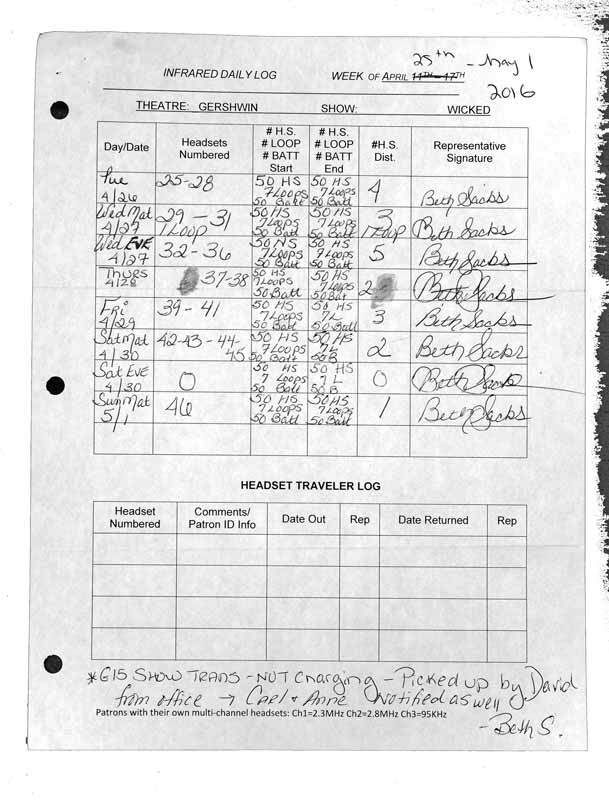 25th - May 1
INFRARED DAILY LOG WEEK OF APRIL 11TH – 17TH
2016
THEATRE: GERSHWIN SHOW: WICKED
Day/Date Headsets Numbered # H.S. # LOOP # BATT Start # H.S. # LOOP # BATT End #H.S. Dist. Representative Signature
Tue 4/26 25-28 50 HS 7 Loops 50 Batt 50 HS 7 Loops 50 Batt 4 Beth Sacks
Wed Mat 4/27 29 - 31 1 Loop 50 HS 7 Loops 50 Batt 50 HS 7 Loops 50 Batt 3 1 Loop Beth Sacks
Wed EVE 4/27 32 - 36 50 HS 7 Loops 50 Batt 50 HS 7 Loops 50 Batt 5 Beth Sacks
Thurs 4/28 37-38 50 HS 7 Loops 50 Batt 50 HS 7 Loops 50 Bat 2 Beth Sacks
Fri 4/29 39 - 41 50 HS 7 Loops 50 Batt 50 HS 7 L 50 Batt 3 Beth Sacks
Sat Mat 4/30 42-43-44-45 50 HS 7 Loops 50 Batt 50 HS 7 L 50 B 2 Beth Sacks
Sat EVE 4/30 0 50 HS 7 Loops 50 Batt 50 HS 7 L 50 B 0 Beth Sacks
Sun Mat 5/1 46 50 HS 7 Loops 50 Batt 50 HS 7 Loops 50 Batt 1 Beth Sacks
HEADSET TRAVELER LOG
Headset Numbered Comments/ Patron ID Info Date Out Rep Date Returned Rep
*G15 SHOW TRANS - NOT Charging - Picked up by David
from office → Carl + Anne Notified as well
Patrons with their own multi-channel headsets: Ch1=2.3MHz Ch2=2.8MHz Ch3=95KHz
- Beth S.